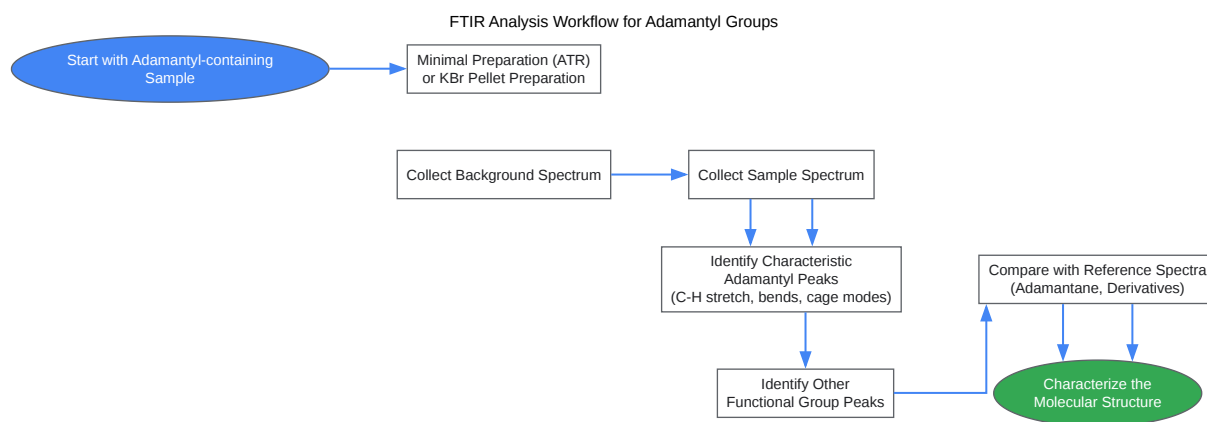 FTIR Analysis Workflow for Adamantyl Groups
Start with Adamantyl-containing
Sample
Minimal Preparation (ATR)
or KBr Pellet Preparation
Collect Background Spectrum
Collect Sample Spectrum
Identify Characteristic
Adamantyl Peaks
(C-H stretch, bends, cage modes)
Identify Other
Functional Group Peaks
Compare with Reference Spectra
(Adamantane, Derivatives)
Characterize the
Molecular Structure